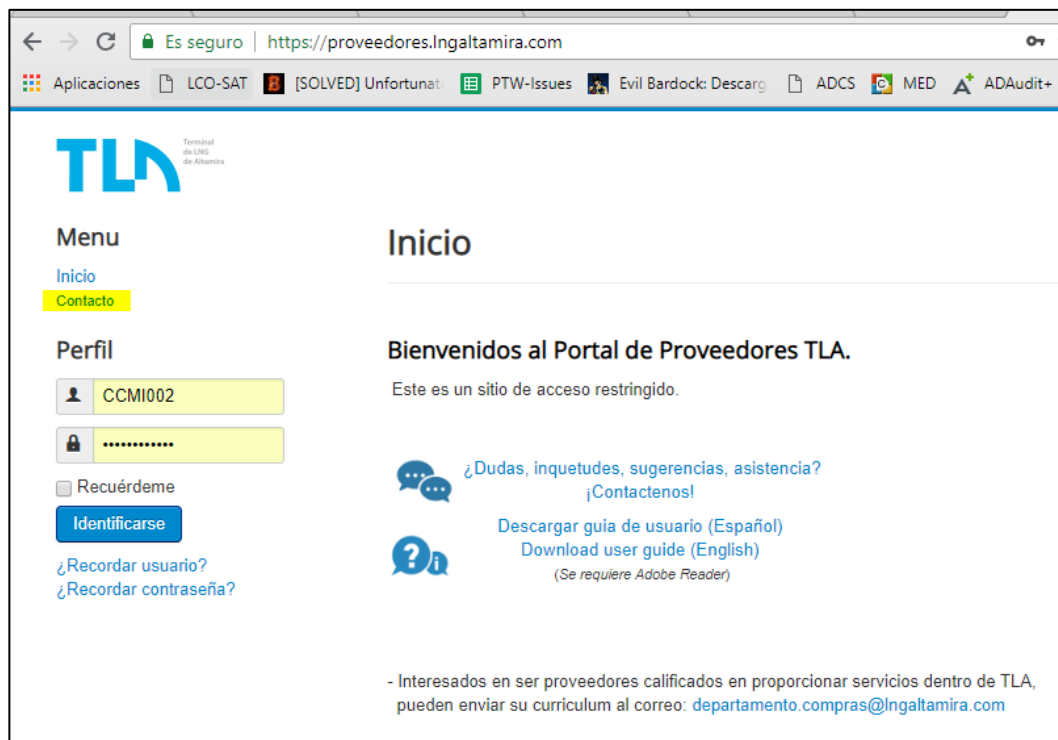 Es seguro | https://proveedores.lngaltamira.com
Aplicaciones LCO-SAT [SOLVED] Unfortunat PTW-Issues Evil Bardock: Descarg ADCS MED ADAudit+
TLA Terminal
de LNG
de Altamira
Menu
Inicio
Contacto
Perfil
CCMI002
Recuérdeme
Identificarse
¿Recordar usuario?
¿Recordar contraseña?
Inicio
Bienvenidos al Portal de Proveedores TLA.
Este es un sitio de acceso restringido.
¿Dudas, inquetudes, sugerencias, asistencia?
¡Contactenos!
Descargar guia de usuario (Español)
Download user guide (English)
(Se requiere Adobe Reader)
- Interesados en ser proveedores calificados en proporcionar servicios dentro de TLA,
pueden enviar su curriculum al correo: departamento.compras@lngaltamira.com